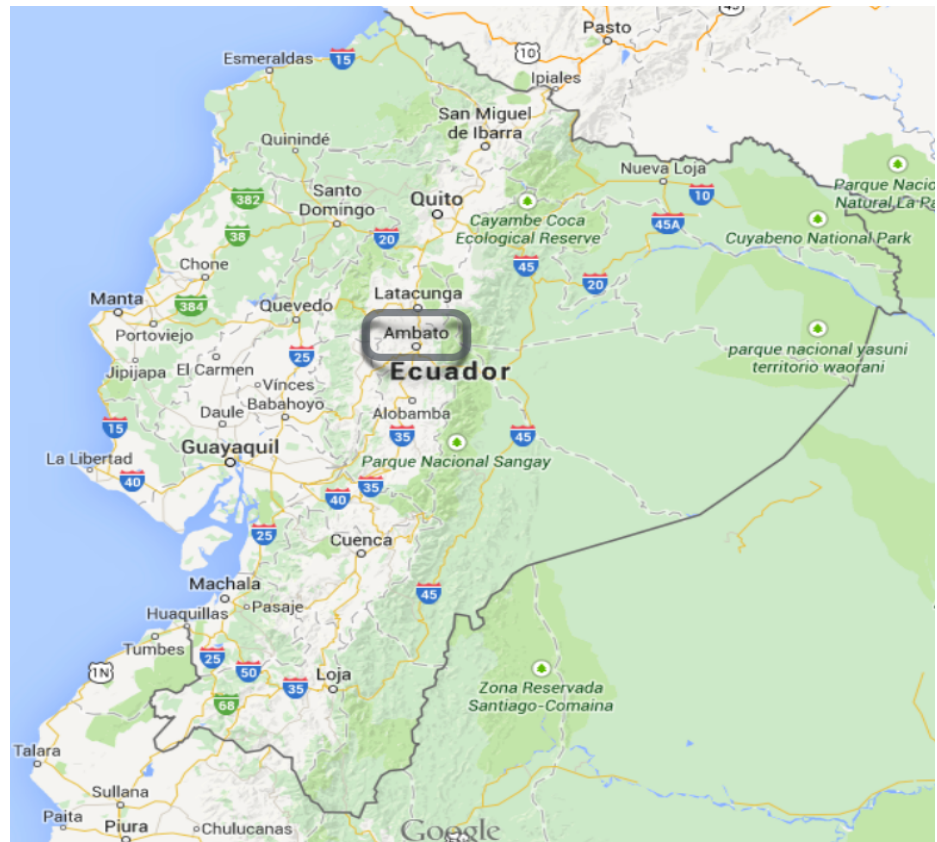 45
Pasto
Esmeraldas
15
10
Ipiales
San Miguel
de Ibarra
Quinindé
Nueva Loja
Parque Nacio
Natural La Pa
382
Santo
Domingo
Quito
10
Cayambe Coca
Ecological Reserve
45A
Cuyabeno National Park
38
20
Chone
45
20
Manta
384
Latacunga
Quevedo
Portoviejo
Ambato
parque nacional yasuni
territorio waorani
25
Jipijapa
El Carmen
Ecuador
Vínces
Daule
Babahoyo
Alobamba
15
35
45
Guayaquil
La Libertad
Parque Nacional Sangay
40
35
40
25
Cuenca
Machala
45
Pasaje
Huaquillas
Tumbes
25
1N
50
Loja
35
68
Zona Reservada
Santiago-Comaina
Talara
Sullana
Paita
Piura
Chulucanas
Google